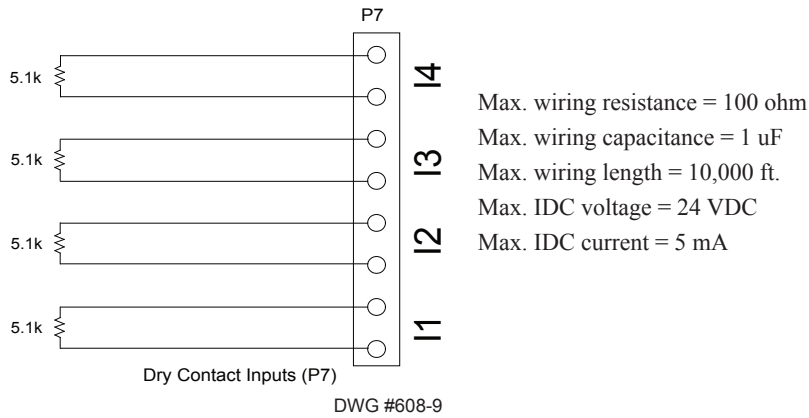 P7
5.1k
I4
5.1k
I3
5.1k
I2
5.1k
I1
Dry Contact Inputs (P7)
DWG #608-9
Max. wiring resistance = 100 ohm
Max. wiring capacitance = 1 uF
Max. wiring length = 10,000 ft.
Max. IDC voltage = 24 VDC
Max. IDC current = 5 mA